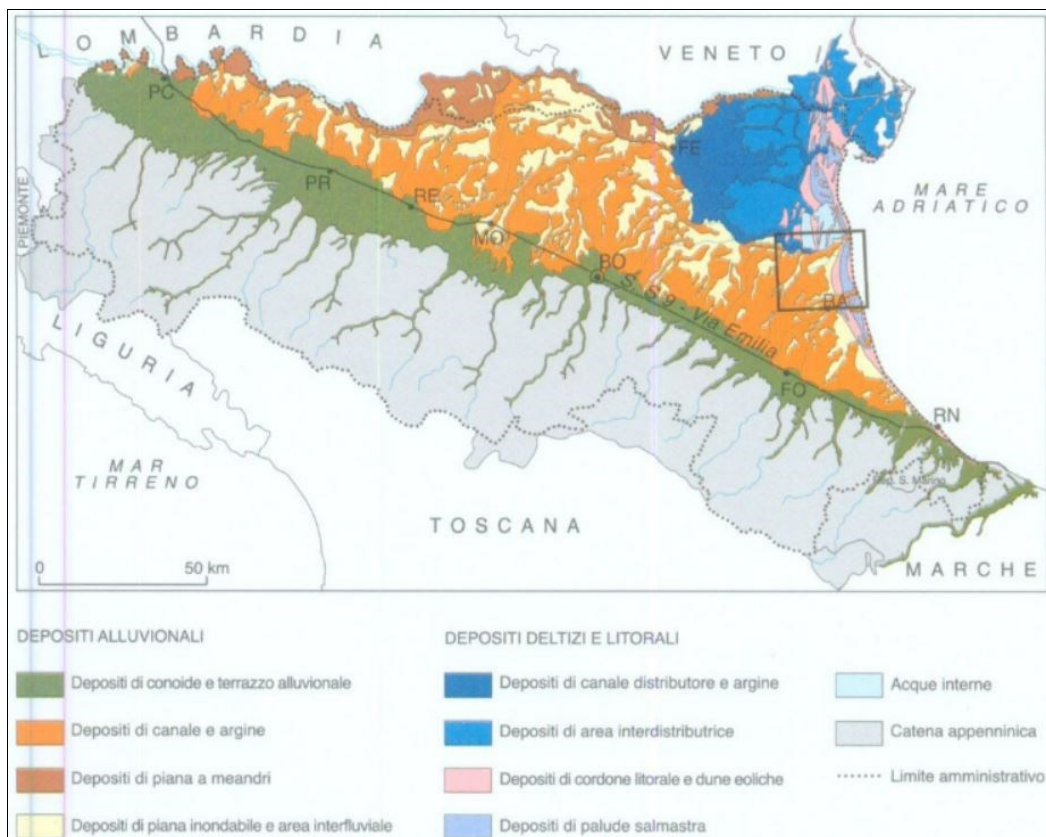 LOMBARDIA
VENETO
PC
FE
PIEMONTE
PR
RE
MO
BO
MARE
ADRIATICO
S.S.9 - Via Emilia
RA
LIGURIA
FO
RN
MAR
TIRRENO
Rep. S. Marino
TOSCANA
MARCHE
0 50 km
DEPOSITI ALLUVIONALI
Depositi di conoide e terrazzo alluvionale
Depositi di canale e argine
Depositi di piana a meandri
Depositi di piana inondabile e area interfluviale
DEPOSITI DELTIZI E LITORALI
Depositi di canale distributore e argine
Depositi di area interdistributrice
Depositi di cordone litorale e dune eoliche
Depositi di palude salmastra
Acque interne
Catena appenninica
Limite amministrativo